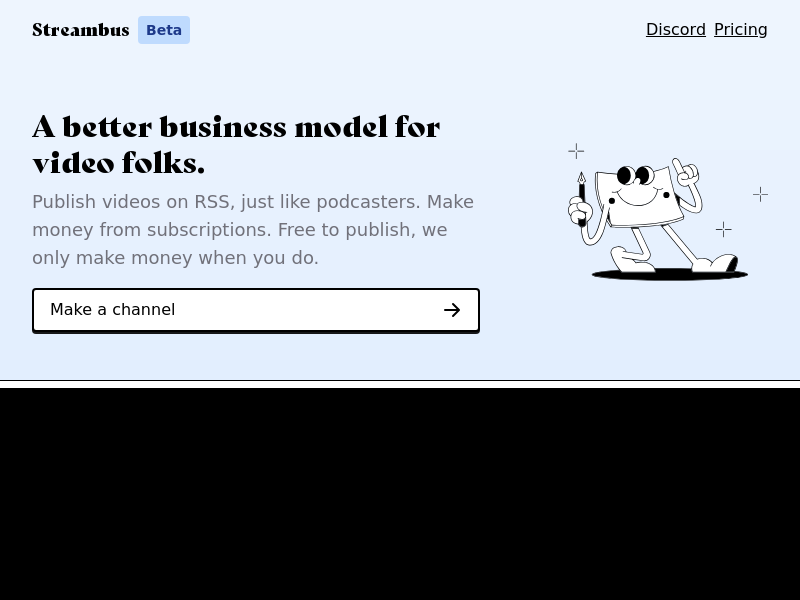 Streambus Beta
Discord Pricing
A better business model for
video folks.
Publish videos on RSS, just like podcasters. Make
money from subscriptions. Free to publish, we
only make money when you do.
Make a channel